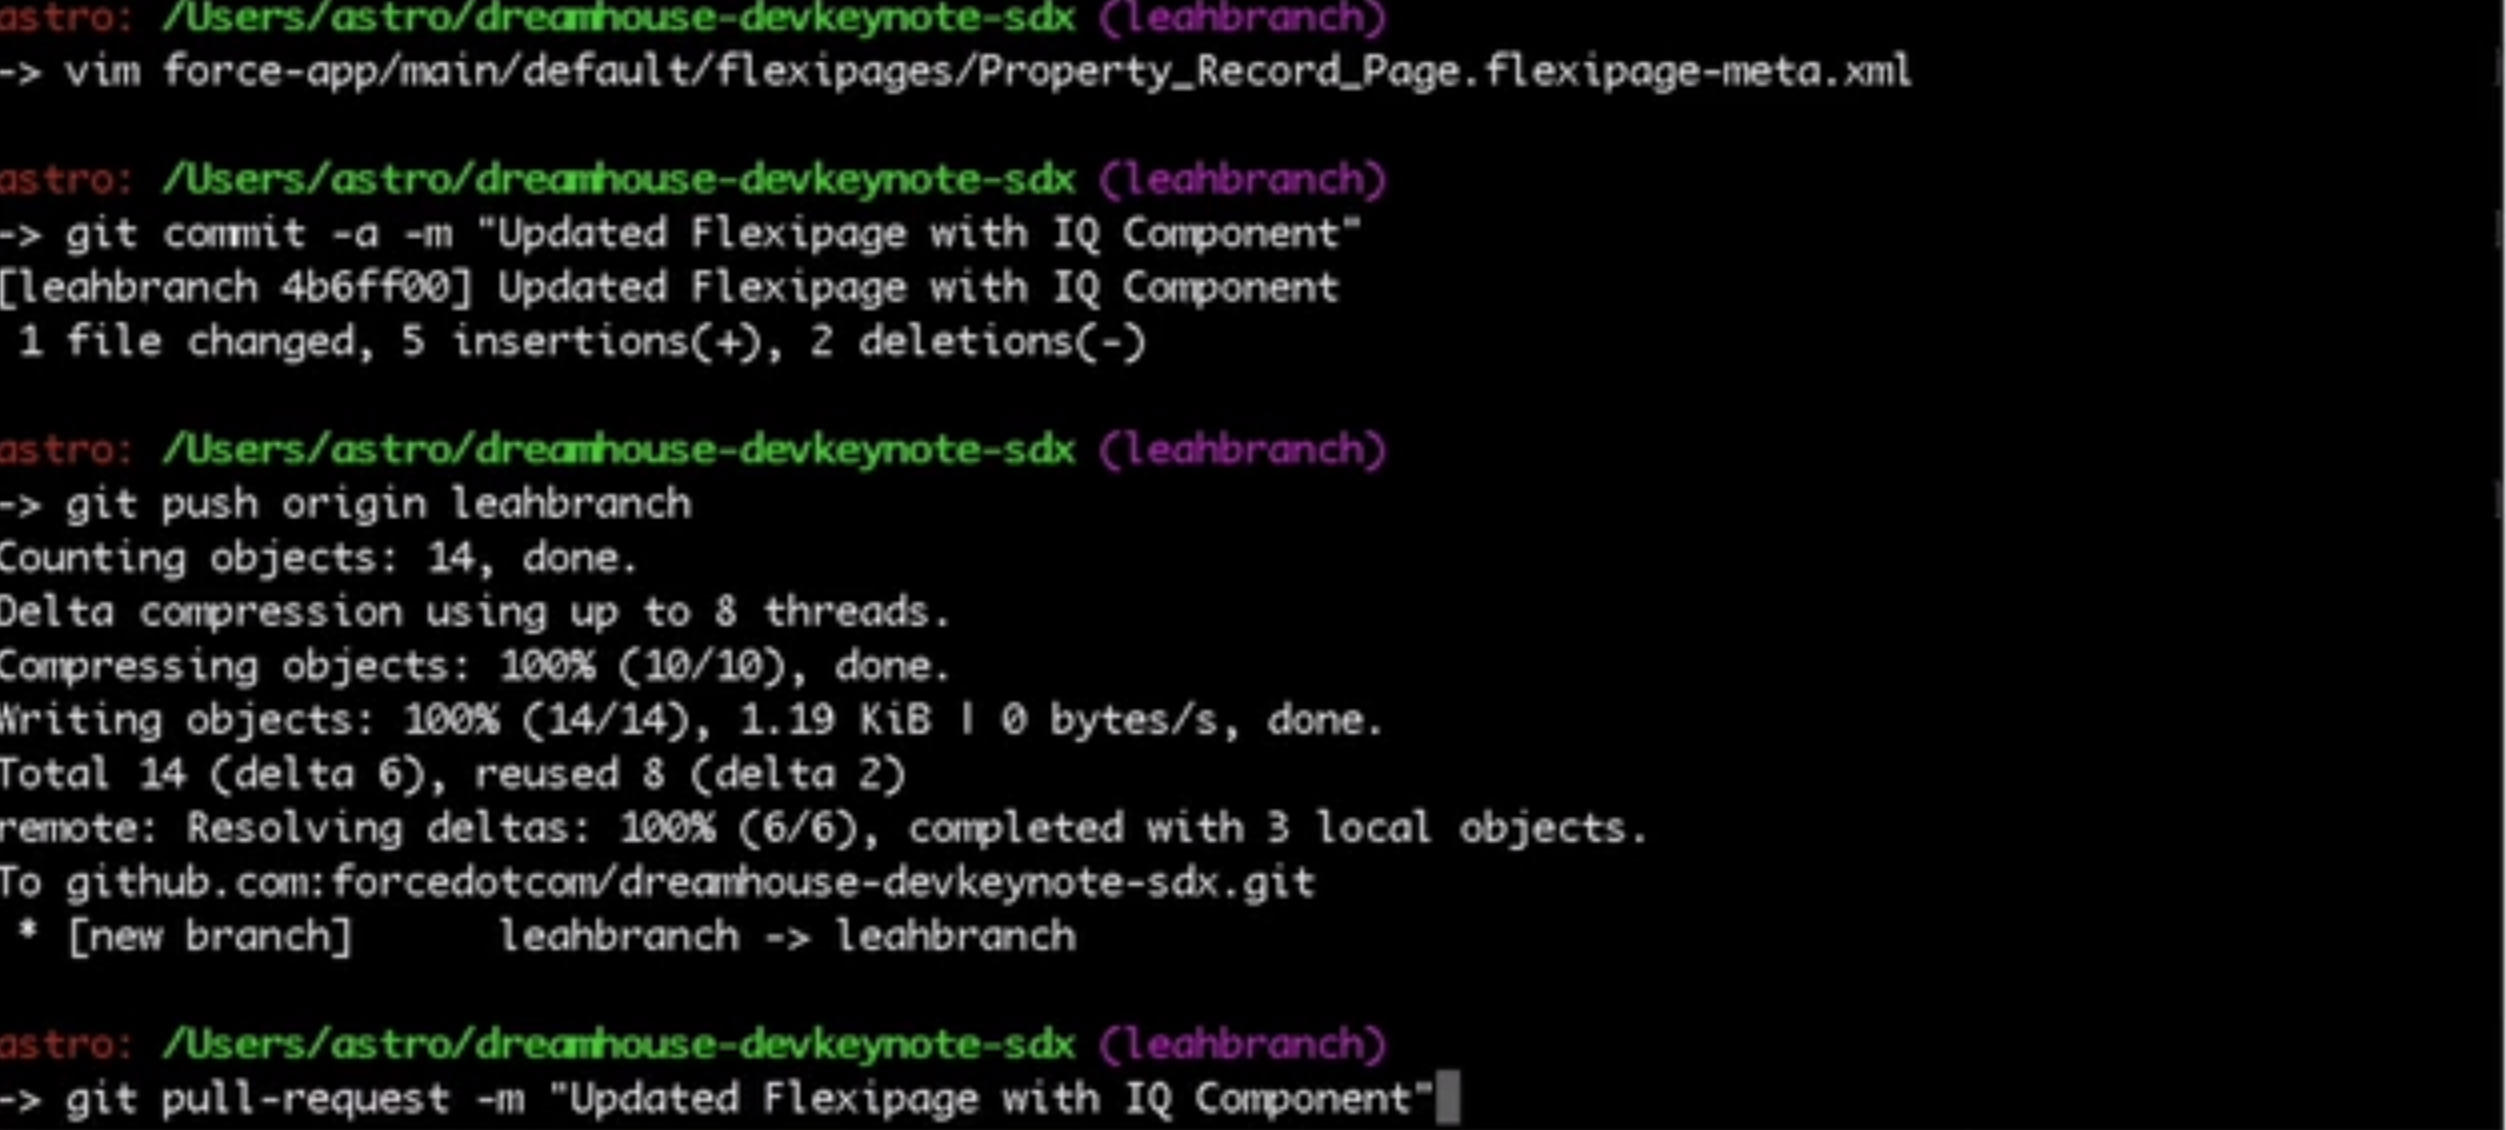 astro: /Users/astro/dreamhouse-devkeynote-sdx (leahbranch)
-> vim force-app/main/default/flexipages/Property_Record_Page.flexipage-meta.xml
astro: /Users/astro/dreamhouse-devkeynote-sdx (leahbranch)
-> git commit -a -m "Updated Flexipage with IQ Component"
[leahbranch 4b6ff00] Updated Flexipage with IQ Component
 1 file changed, 5 insertions(+), 2 deletions(-)
astro: /Users/astro/dreamhouse-devkeynote-sdx (leahbranch)
-> git push origin leahbranch
Counting objects: 14, done.
Delta compression using up to 8 threads.
Compressing objects: 100% (10/10), done.
Writing objects: 100% (14/14), 1.19 KiB | 0 bytes/s, done.
Total 14 (delta 6), reused 8 (delta 2)
remote: Resolving deltas: 100% (6/6), completed with 3 local objects.
To github.com:forcedotcom/dreamhouse-devkeynote-sdx.git
 * [new branch]      leahbranch -> leahbranch
astro: /Users/astro/dreamhouse-devkeynote-sdx (leahbranch)
-> git pull-request -m "Updated Flexipage with IQ Component"